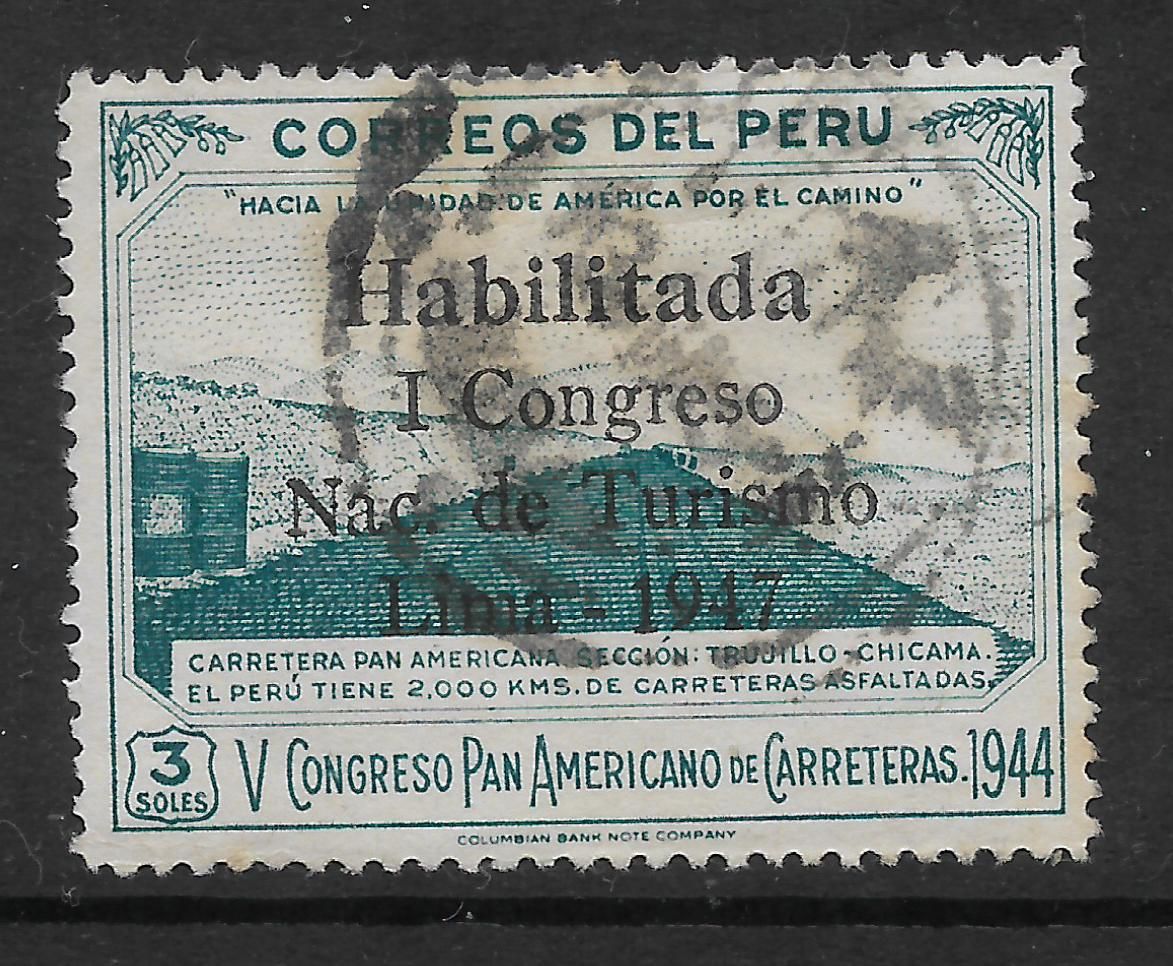 CORREOS DEL PERU
"HACIA LA UNIDAD DE AMÉRICA POR EL CAMINO"
Habilitada
I Congreso
Nac. de Turismo
Lima - 1947
CARRETERA PAN AMERICANA SECCIÓN: TRUJILLO-CHICAMA.
EL PERÚ TIENE 2,000 KMS. DE CARRETERAS ASFALTADAS.
3
SOLES
V CONGRESO PAN AMERICANO DE CARRETERAS. 1944
COLUMBIAN BANK NOTE COMPANY